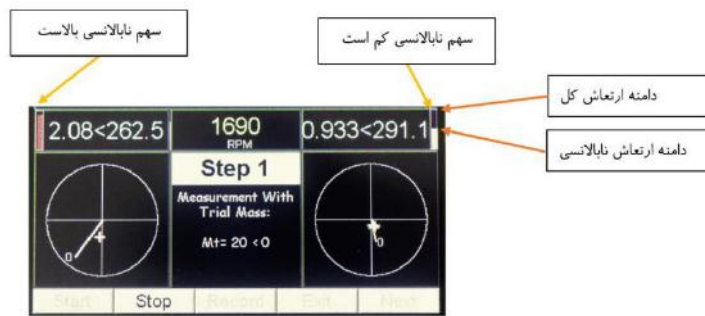 سهم نابالانسی بالاست
سهم نابالانسی کم است
دامنه ارتعاش کل
دامنه ارتعاش نابالانسی
2.08<262.5
1690
RPM
0.933<291.1
Step 1
Measurement With
Trial Mass:
Mt= 20 <0
0
0
Start Stop Record Exit Next